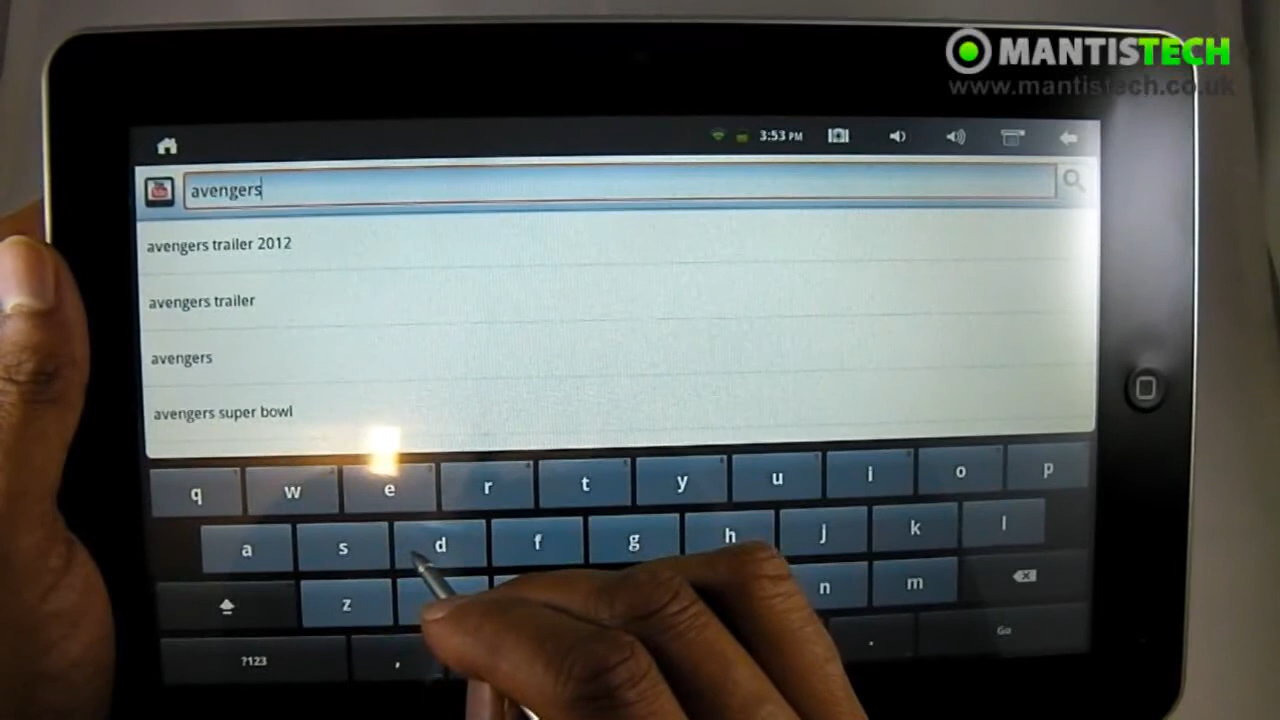 MANTISTECH
www.mantistech.co.uk
3:53 PM
avengers
avengers trailer 2012
avengers trailer
avengers
avengers super bowl
q w e r t y u i o p
a s d f g h j k l
z n m
?123 , . Go